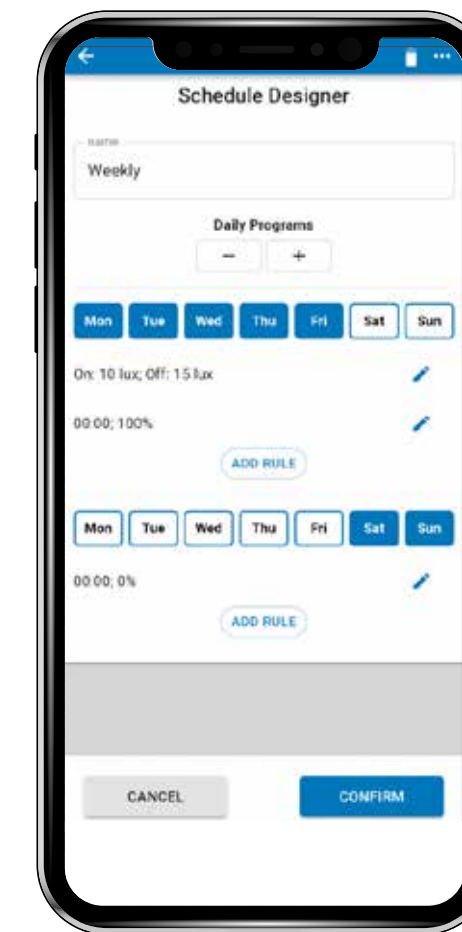 Schedule Designer
name
Weekly
Daily Programs
− +
Mon Tue Wed Thu Fri Sat Sun
On: 10 lux; Off: 15 lux
00:00; 100%
ADD RULE
Mon Tue Wed Thu Fri Sat Sun
00:00; 0%
ADD RULE
CANCEL CONFIRM